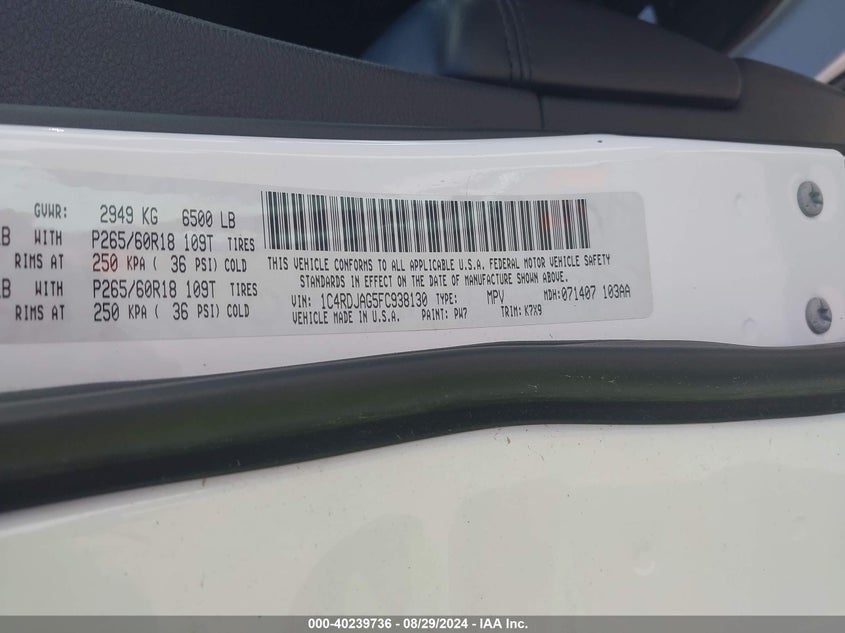 GVWR: 2949 KG 6500 LB
LB WITH P265/60R18 109T TIRES
RIMS AT 250 KPA ( 36 PSI) COLD
LB WITH P265/60R18 109T TIRES
RIMS AT 250 KPA ( 36 PSI) COLD
THIS VEHICLE CONFORMS TO ALL APPLICABLE U.S.A. FEDERAL MOTOR VEHICLE SAFETY
STANDARDS IN EFFECT ON THE DATE OF MANUFACTURE SHOWN ABOVE.
VIN: 1C4RDJAG5FC938130 TYPE: MPV MDH: 071407 103AA
VEHICLE MADE IN U.S.A. PAINT: PW7 TRIM: K7X9
000-40239736 - 08/29/2024 - IAA Inc.